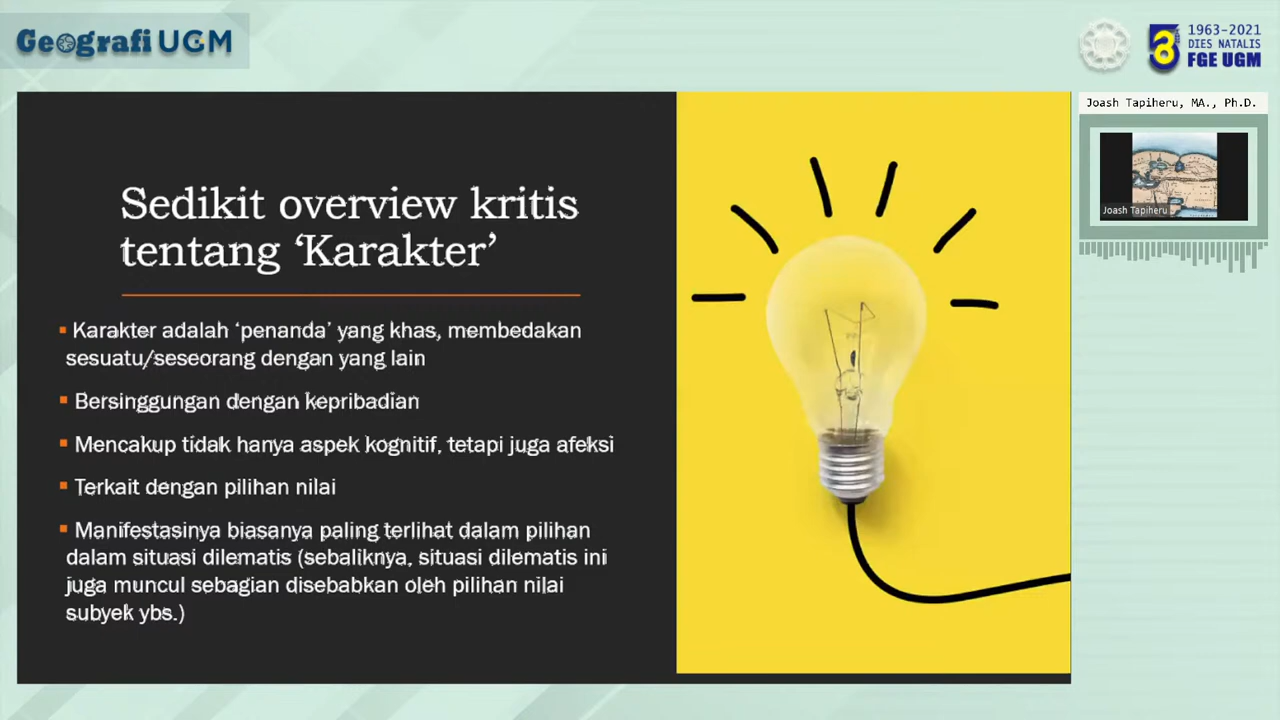 Geografi UGM
1963-2021
DIES NATALIS
FGE UGM
Joash Tapiheru, MA., Ph.D.
Joash Tapiheru
Sedikit overview kritis
tentang ‘Karakter’
▪ Karakter adalah ‘penanda’ yang khas, membedakan
sesuatu/seseorang dengan yang lain
▪ Bersinggungan dengan kepribadian
▪ Mencakup tidak hanya aspek kognitif, tetapi juga afeksi
▪ Terkait dengan pilihan nilai
▪ Manifestasinya biasanya paling terlihat dalam pilihan
dalam situasi dilematis (sebaliknya, situasi dilematis ini
juga muncul sebagian disebabkan oleh pilihan nilai
subyek ybs.)